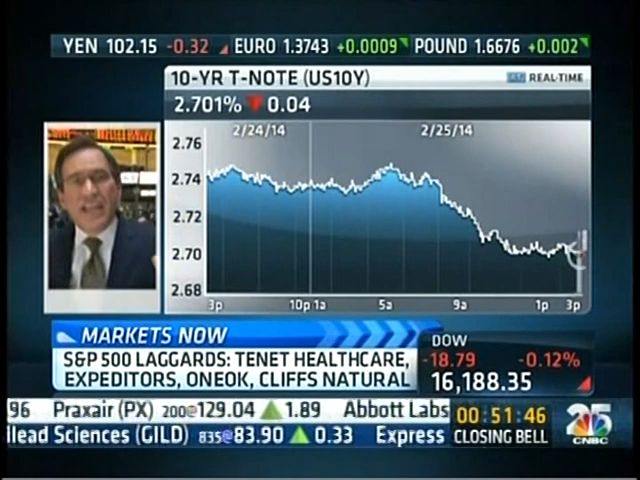 YEN 102.15 -0.32 EURO 1.3743 +0.0009 POUND 1.6676 +0.002
10-YR T-NOTE (US10Y)
REAL-TIME
2.701% 0.04
2/24/14 2/25/14
2.76
2.74
2.72
2.70
2.68
3p 10p 1a 5a 9a 1p 3p
MARKETS NOW
S&P 500 LAGGARDS: TENET HEALTHCARE,
EXPEDITORS, ONEOK, CLIFFS NATURAL
DOW
-18.79 -0.12%
16,188.35
96 Praxair (PX) 200@129.04 1.89 Abbott Labs
ilead Sciences (GILD) 835@83.90 0.33 Express
00:51:46
CLOSING BELL
25
CNBC